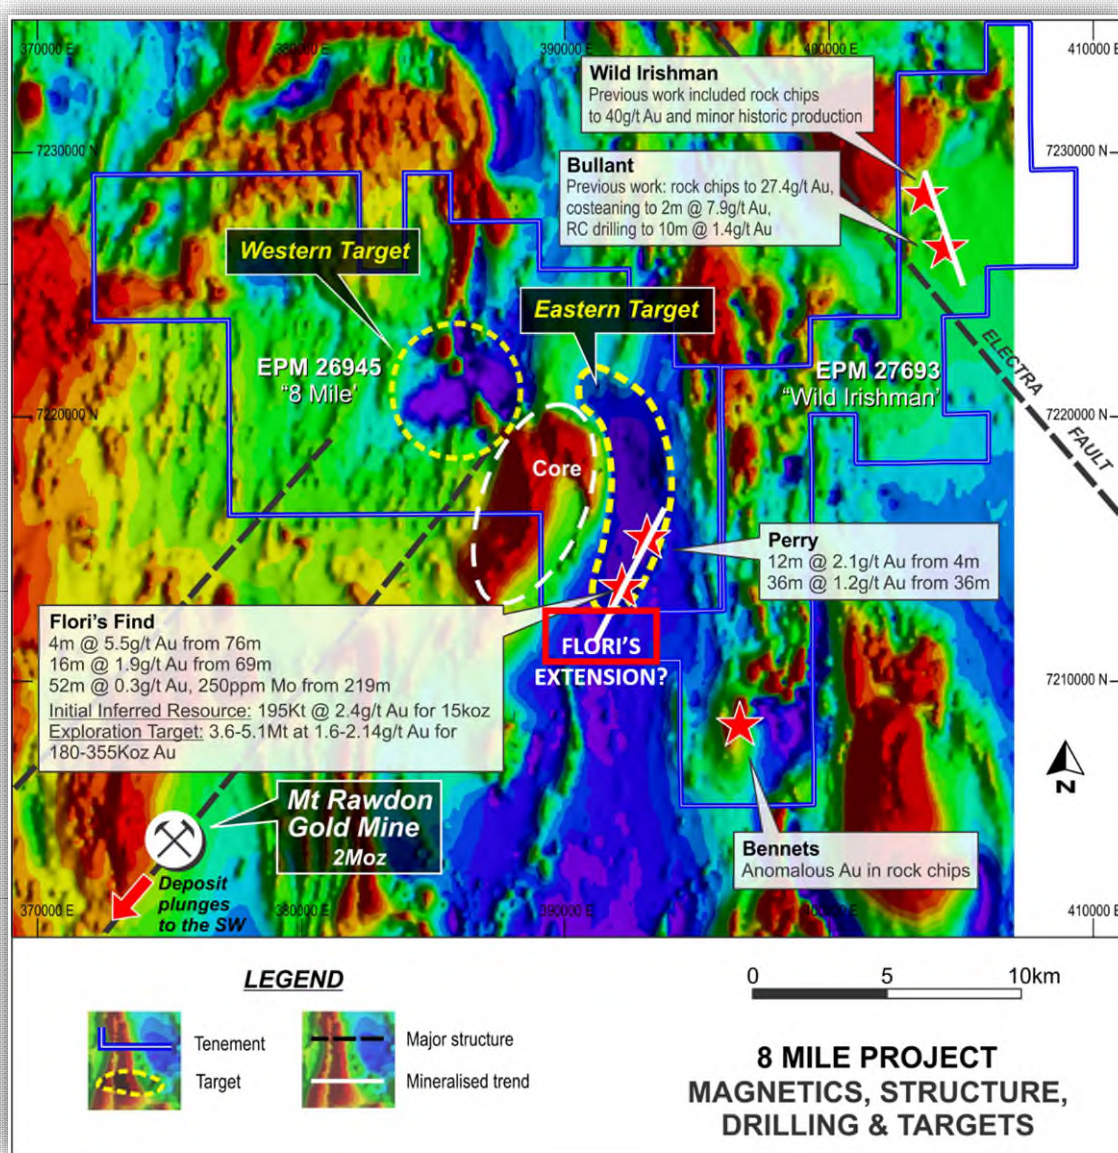 370000 E
380000 E
390000 E
400000 E
410000 E
Wild Irishman
Previous work included rock chips
to 40g/t Au and minor historic production
7230000 N
7230000 N
Bullant
Previous work: rock chips to 27.4g/t Au,
costeaning to 2m @ 7.9g/t Au,
RC drilling to 10m @ 1.4g/t Au
Western Target
Eastern Target
EPM 26945
"8 Mile'
EPM 27693
"Wild Irishman'
ELECTRA
FAULT
7220000 N
7220000 N
Core
Perry
12m @ 2.1g/t Au from 4m
36m @ 1.2g/t Au from 36m
Flori's Find
4m @ 5.5g/t Au from 76m
16m @ 1.9g/t Au from 69m
52m @ 0.3g/t Au, 250ppm Mo from 219m
Initial Inferred Resource: 195Kt @ 2.4g/t Au for 15koz
Exploration Target: 3.6-5.1Mt at 1.6-2.14g/t Au for
180-355Koz Au
FLORI'S
EXTENSION?
7210000 N
N
Mt Rawdon
Gold Mine
2Moz
Deposit
plunges
to the SW
Bennets
Anomalous Au in rock chips
370000 E
380000 E
390000 E
400000 E
410000 E
LEGEND
Tenement
Target
Major structure
Mineralised trend
0 5 10km
8 MILE PROJECT
MAGNETICS, STRUCTURE,
DRILLING & TARGETS